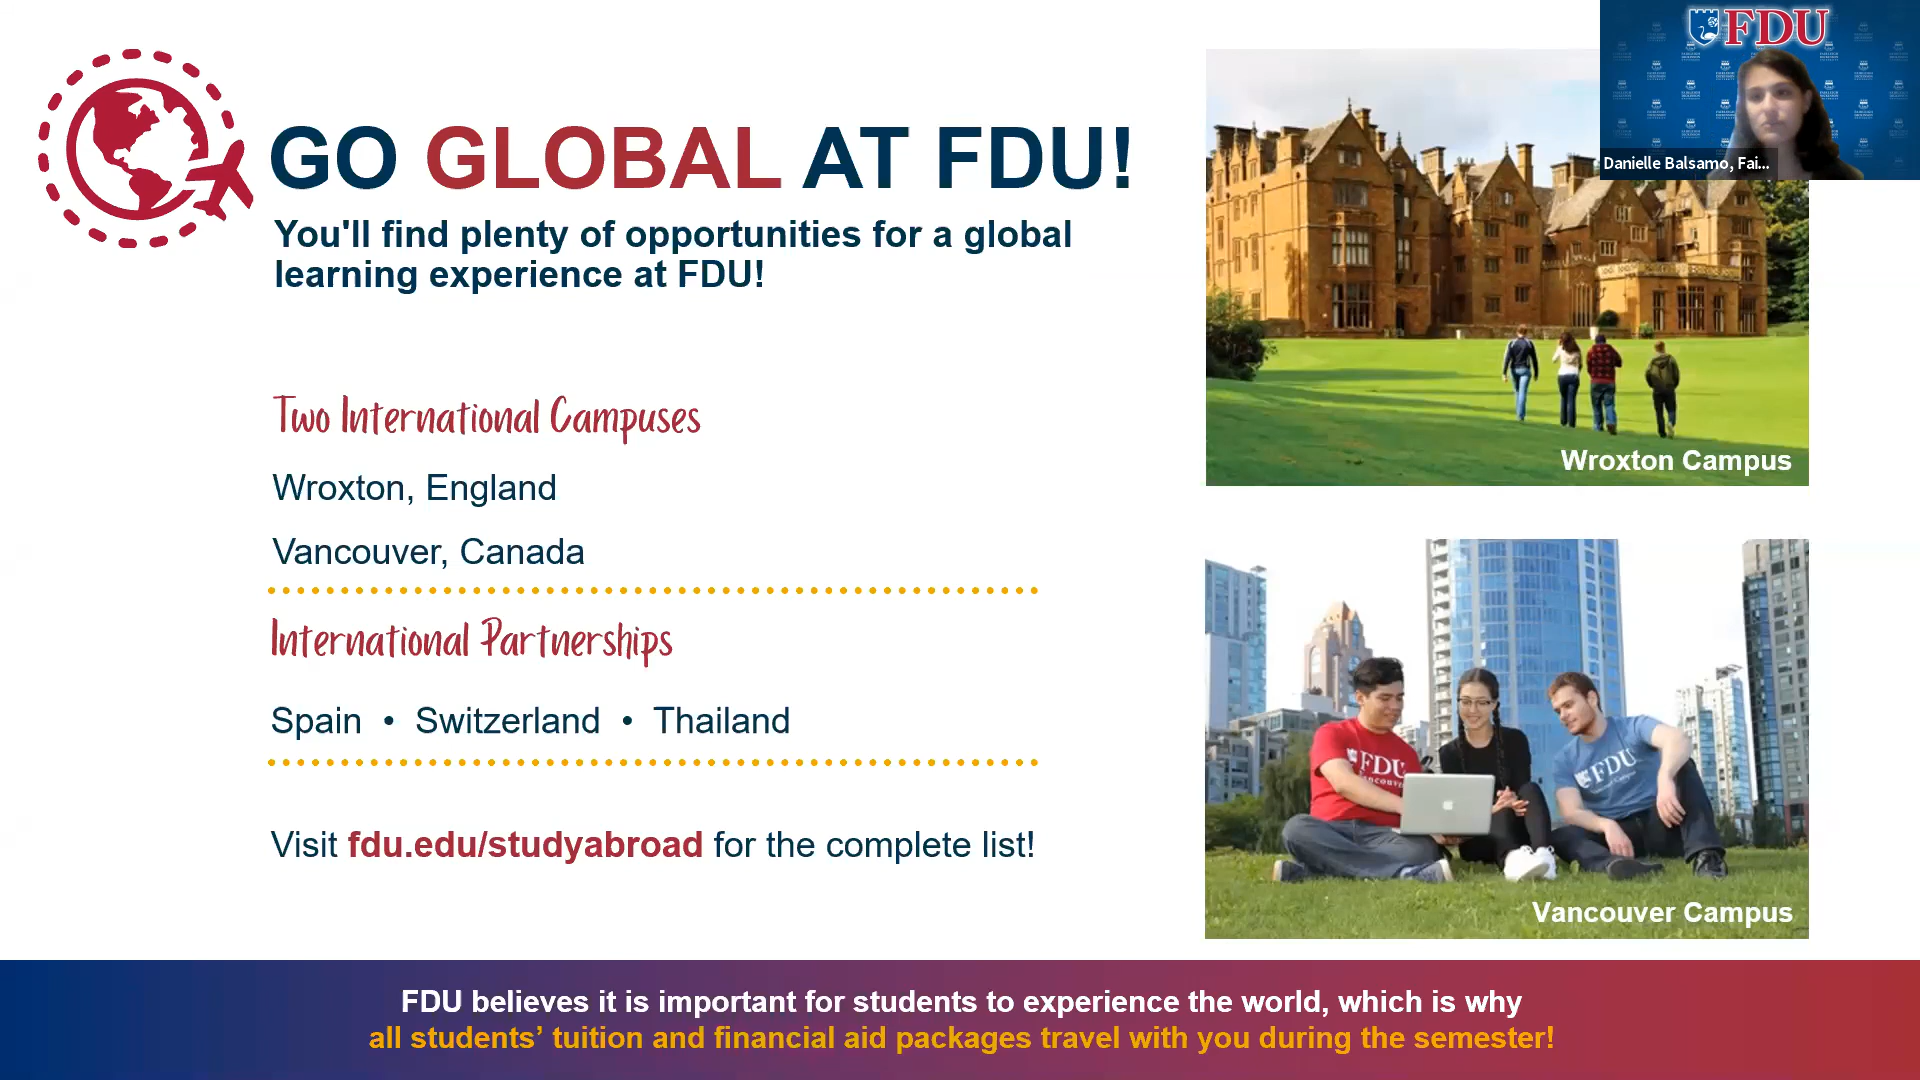 GO GLOBAL AT FDU!
You'll find plenty of opportunities for a global
learning experience at FDU!
Two International Campuses
Wroxton, England
Vancouver, Canada
International Partnerships
Spain • Switzerland • Thailand
Visit fdu.edu/studyabroad for the complete list!
FDU
Danielle Balsamo, Fai...
Wroxton Campus
FDU
Vancouver
FDU
Vancouver Campus
FDU believes it is important for students to experience the world, which is why
all students’ tuition and financial aid packages travel with you during the semester!